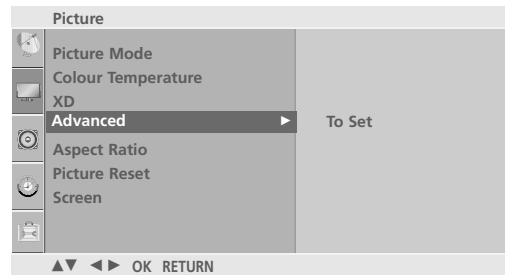 Picture
Picture Mode
Colour Temperature
XD
Advanced ► To Set
Aspect Ratio
Picture Reset
Screen
▲▼ ◄► OK RETURN